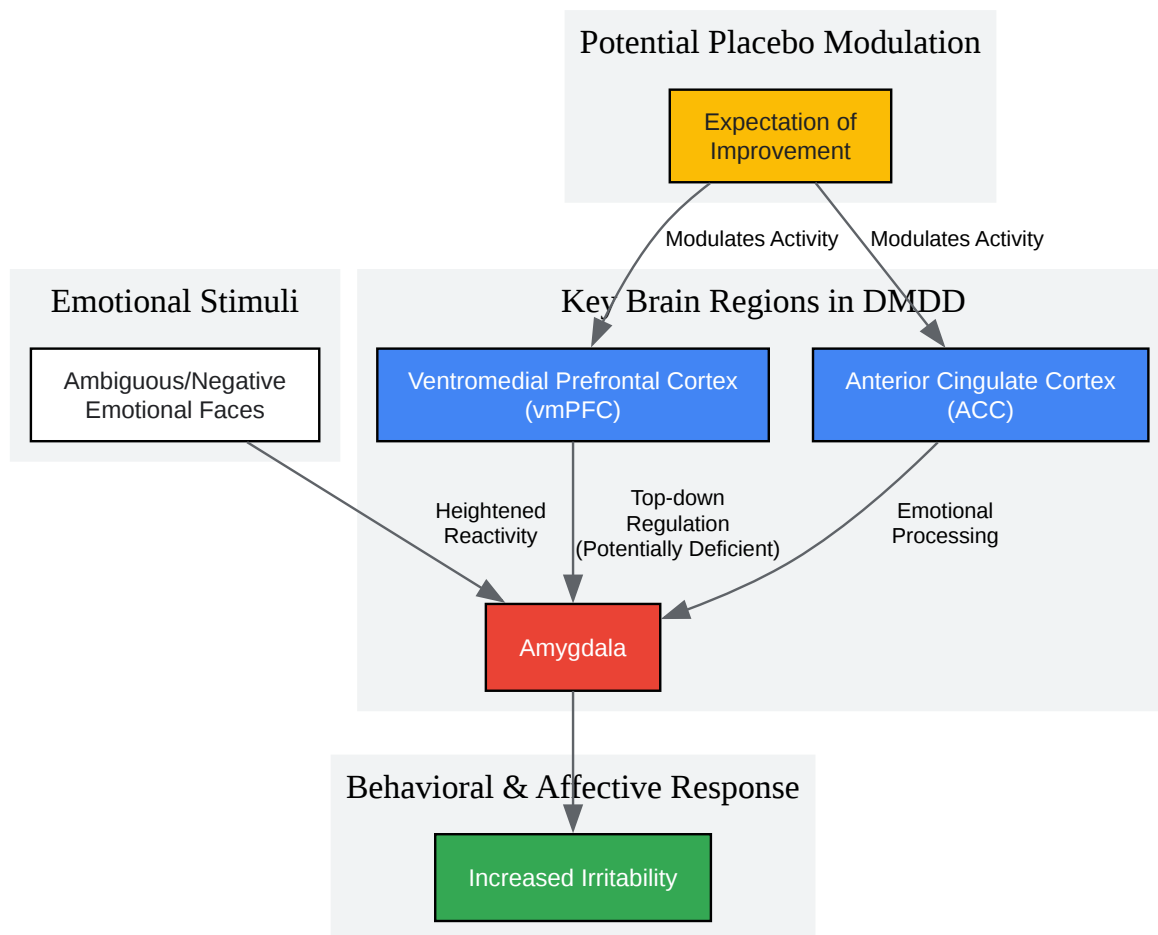 Potential Placebo Modulation
Expectation of
Improvement
Modulates Activity
Modulates Activity
Emotional Stimuli
Key Brain Regions in DMDD
Ambiguous/Negative
Emotional Faces
Ventromedial Prefrontal Cortex
(vmPFC)
Anterior Cingulate Cortex
(ACC)
Heightened
Reactivity
Top-down
Regulation
(Potentially Deficient)
Emotional
Processing
Amygdala
Behavioral & Affective Response
Increased Irritability